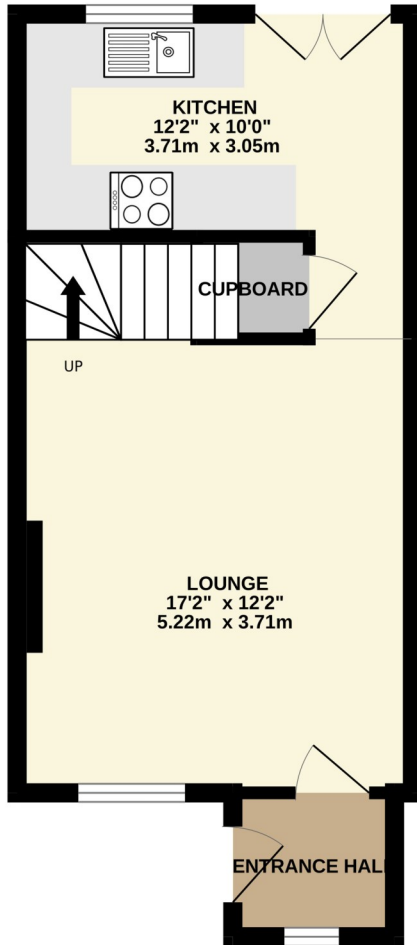 KITCHEN
12'2" x 10'0"
3.71m x 3.05m
CUPBOARD
UP
LOUNGE
17'2" x 12'2"
5.22m x 3.71m
ENTRANCE HALL